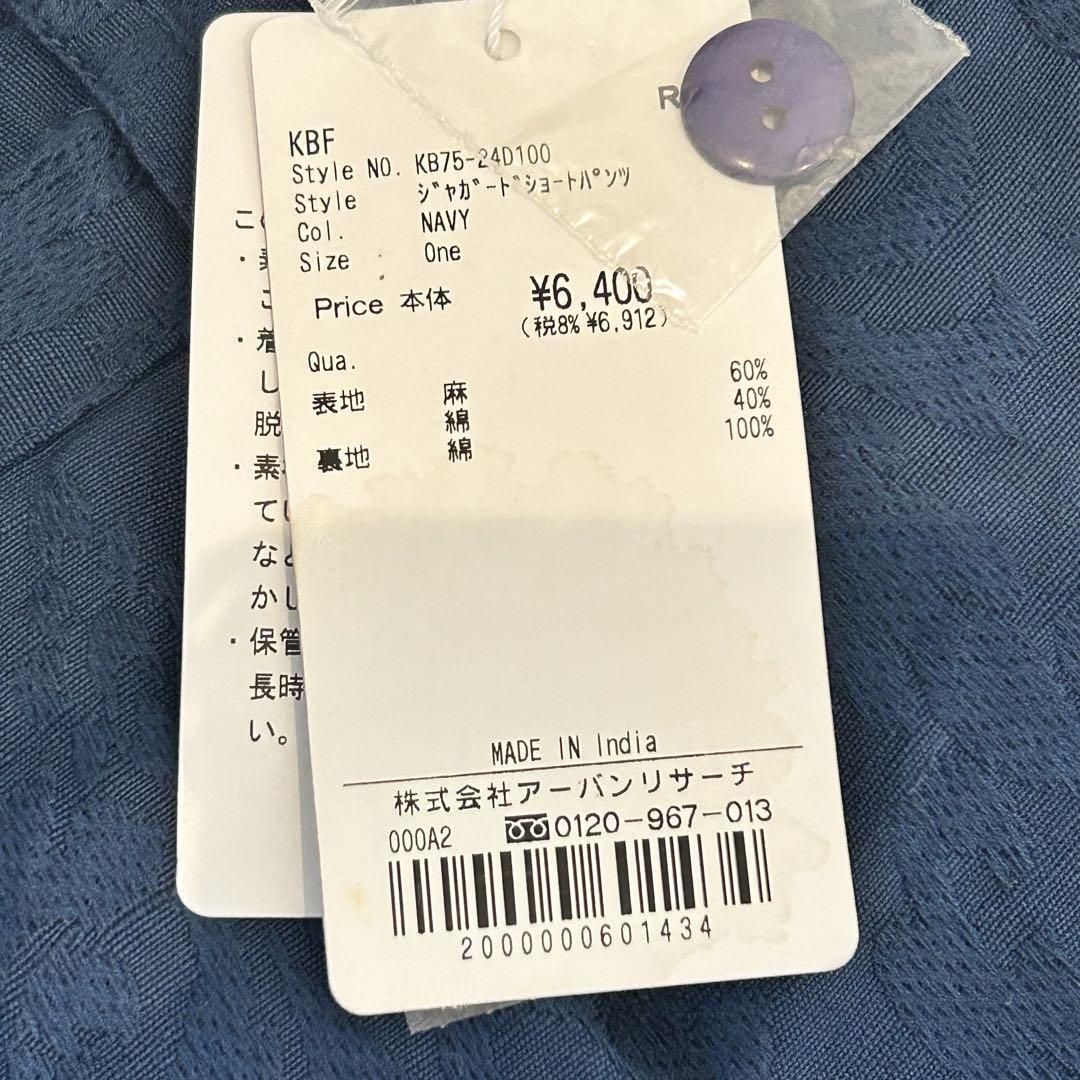 R
KBF
Style NO. KB75-24D100
Style ｼﾞｬｶﾞｰﾄﾞｼｮｰﾄﾊﾟﾝﾂ
Col. NAVY
Size One
Price 本体 ¥6,400
(税8% ¥6,912)
Qua.
表地 麻 60%
綿 40%
裏地 綿 100%
MADE IN India
株式会社アーバンリサーチ
000A2 0120-967-013
2000000601434
・
・着
し
脱
・素
て
な
かし
・保管
長時
い。